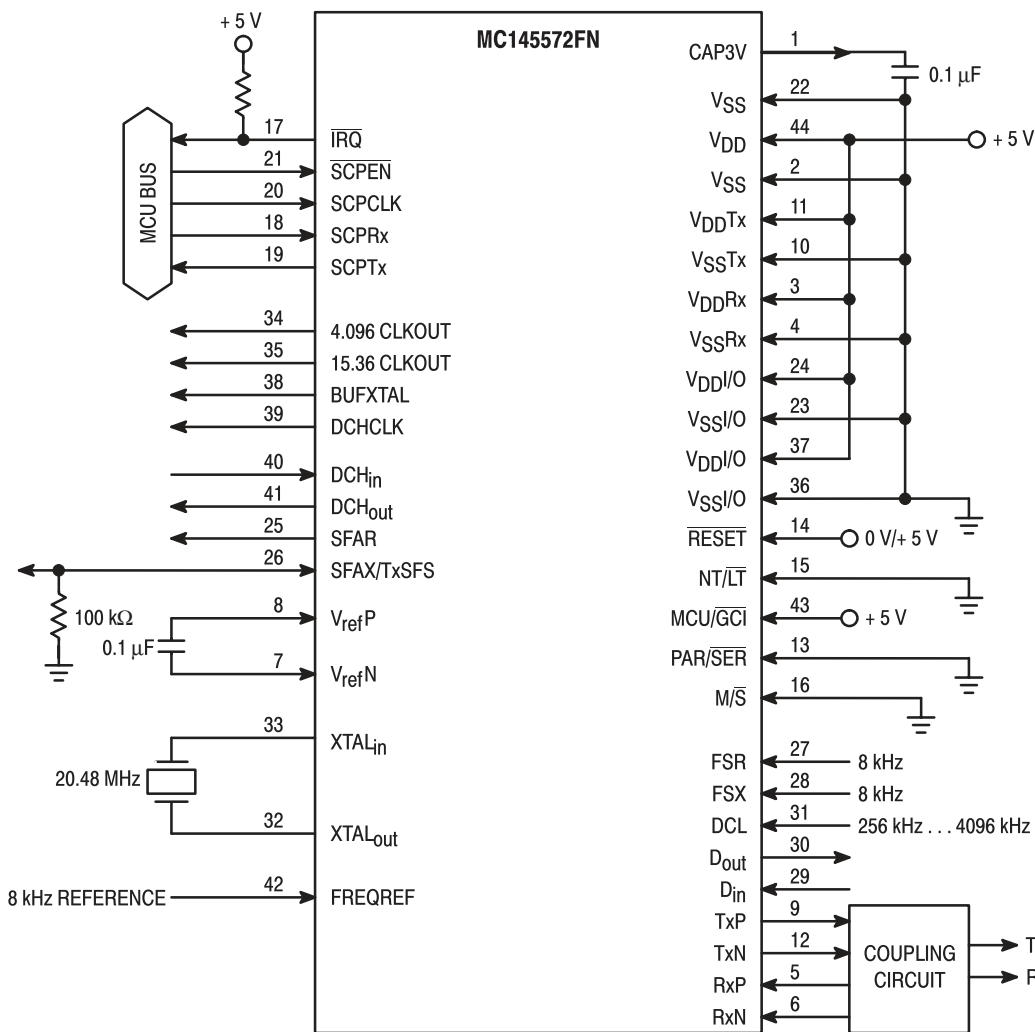 + 5 V
MC145572FN
MCU BUS
17 IRQ
21 SCPEN
20 SCPCLK
18 SCPRx
19 SCPTx
34 4.096 CLKOUT
35 15.36 CLKOUT
38 BUFXTAL
39 DCHCLK
40 DCHin
41 DCHout
25 SFAR
26 SFAX/TxSFS
100 kΩ
8 VrefP
0.1 µF
7 VrefN
33 XTALin
20.48 MHz
32 XTALout
8 kHz REFERENCE 42 FREQREF
CAP3V 1
0.1 µF
VSS 22
VDD 44 + 5 V
VSS 2
VDDTx 11
VSSTx 10
VDDRx 3
VSSRx 4
VDDI/O 24
VSSI/O 23
VDDI/O 37
VSSI/O 36
RESET 14 0 V/+ 5 V
NT/LT 15
MCU/GCI 43 + 5 V
PAR/SER 13
M/S 16
FSR 27 8 kHz
FSX 28 8 kHz
DCL 31 256 kHz . . . 4096 kHz
Dout 30
Din 29
TxP 9
TxN 12
RxP 5
RxN 6
COUPLING
CIRCUIT
T